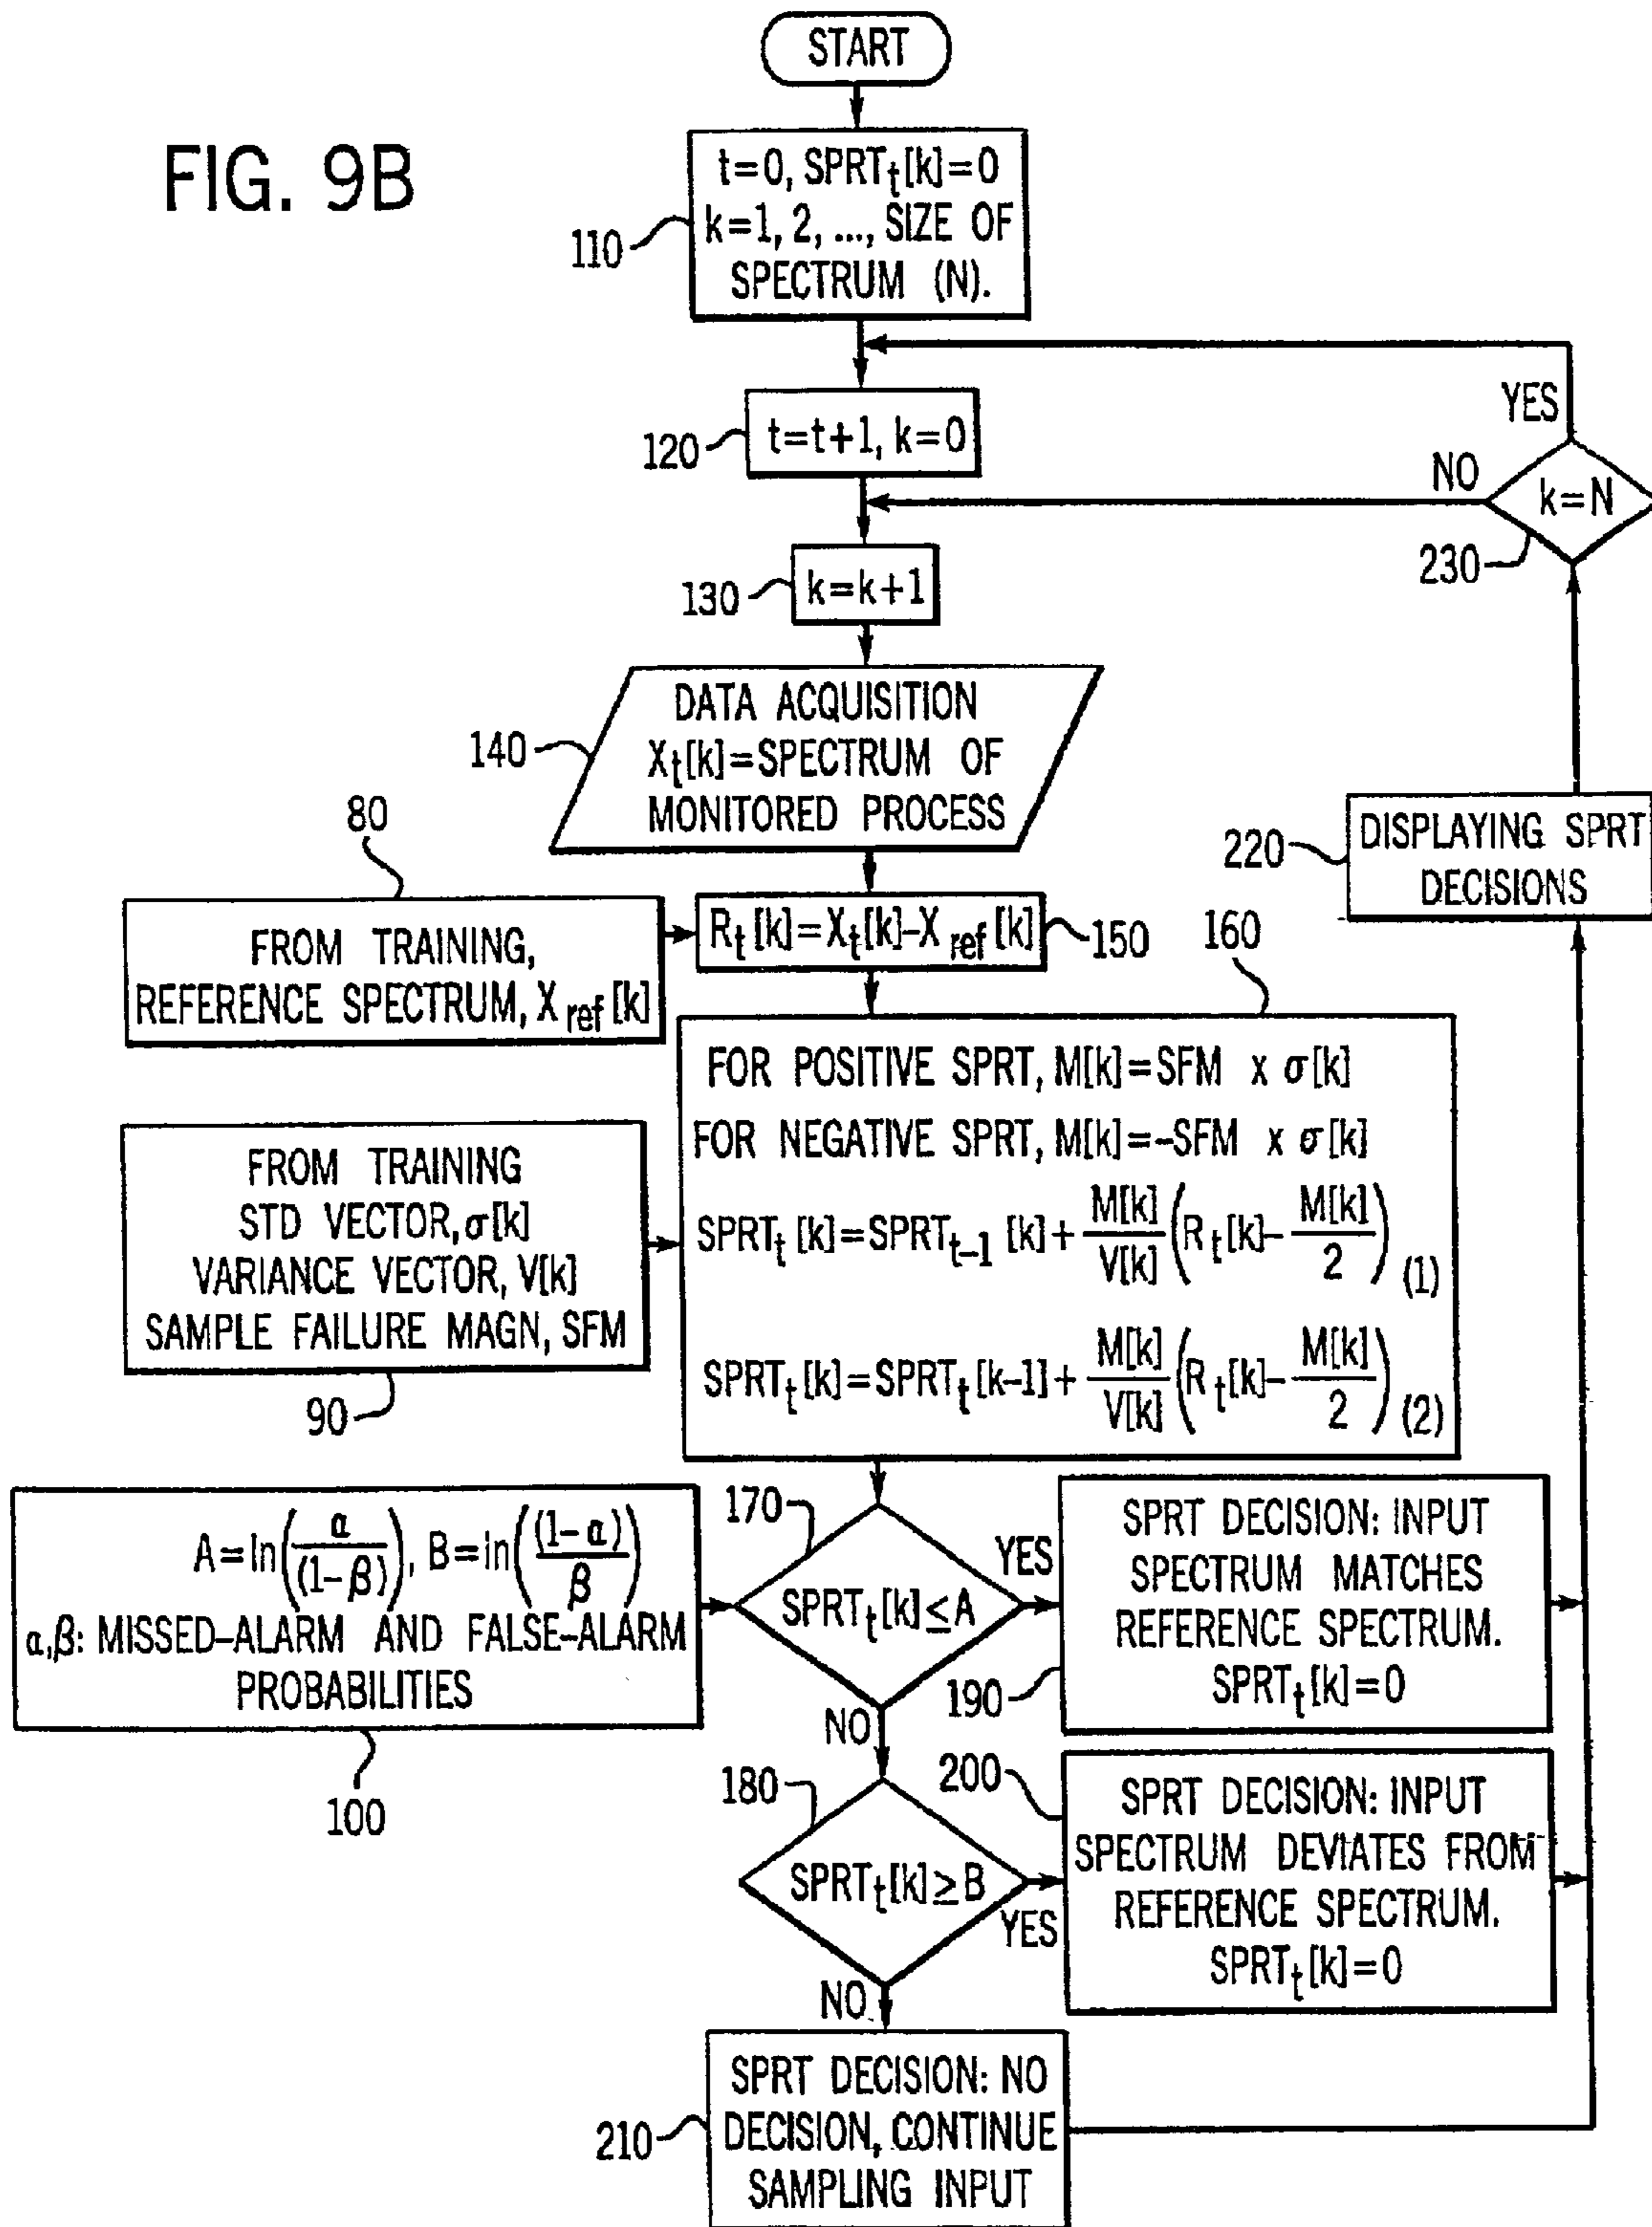 FIG. 9B
START
t=0, SPRTt[k]=0
k=1, 2, ..., SIZE OF
SPECTRUM (N).
110
t=t+1, k=0
120
YES
NO
k=N
230
k=k+1
130
DATA ACQUISITION
Xt[k]=SPECTRUM OF
MONITORED PROCESS
140
80
FROM TRAINING,
REFERENCE SPECTRUM, Xref[k]
Rt[k]=Xt[k]-Xref[k]
150
160
220
DISPLAYING SPRT
DECISIONS
FOR POSITIVE SPRT, M[k]=SFM x σ[k]
FOR NEGATIVE SPRT, M[k]=-SFM x σ[k]
SPRTt[k]=SPRTt-1[k]+M[k]/V[k](Rt[k]-M[k]/2) (1)
SPRTt[k]=SPRTt[k-1]+M[k]/V[k](Rt[k]-M[k]/2) (2)
FROM TRAINING
STD VECTOR,σ[k]
VARIANCE VECTOR, V[k]
SAMPLE FAILURE MAGN, SFM
90
A=ln(α/(1-β)), B=in((1-α)/β)
α,β: MISSED-ALARM AND FALSE-ALARM
PROBABILITIES
100
170
SPRTt[k]≤A
YES
NO
SPRT DECISION: INPUT
SPECTRUM MATCHES
REFERENCE SPECTRUM.
SPRTt[k]=0
190
180
SPRTt[k]≥B
YES
NO
200
SPRT DECISION: INPUT
SPECTRUM DEVIATES FROM
REFERENCE SPECTRUM.
SPRTt[k]=0
SPRT DECISION: NO
DECISION, CONTINUE
SAMPLING INPUT
210